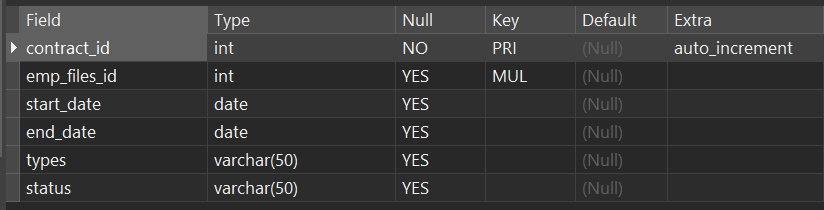 Field Type Null Key Default Extra
contract_id int NO PRI (Null) auto_increment
emp_files_id int YES MUL (Null)
start_date date YES (Null)
end_date date YES (Null)
types varchar(50) YES (Null)
status varchar(50) YES (Null)